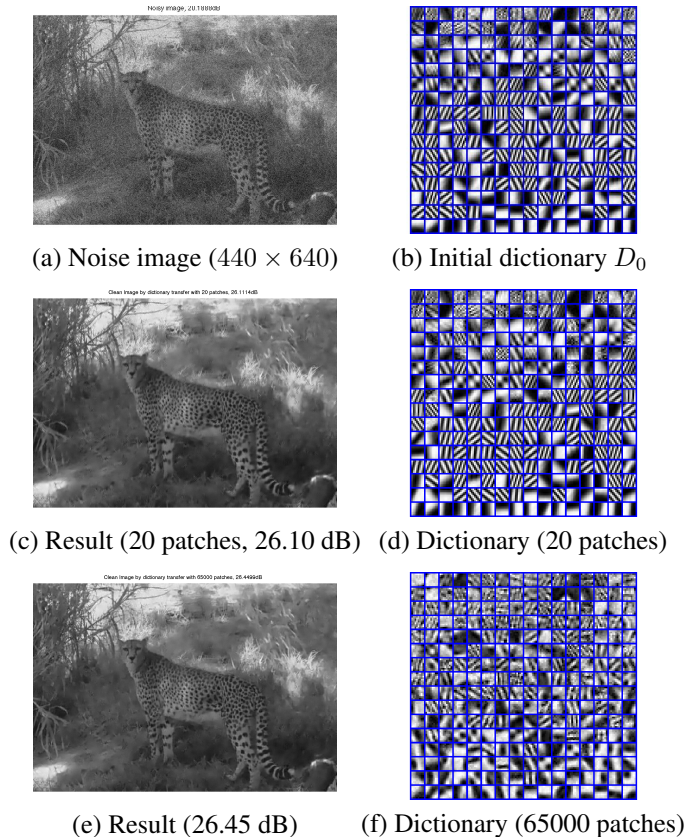 Noisy image, 20.1888dB
(a) Noise image (440 × 640)
(b) Initial dictionary D₀
Clean image by dictionary transfer with 20 patches, 26.1114dB
(c) Result (20 patches, 26.10 dB)
(d) Dictionary (20 patches)
Clean image by dictionary transfer with 65000 patches, 26.4499dB
(e) Result (26.45 dB)
(f) Dictionary (65000 patches)